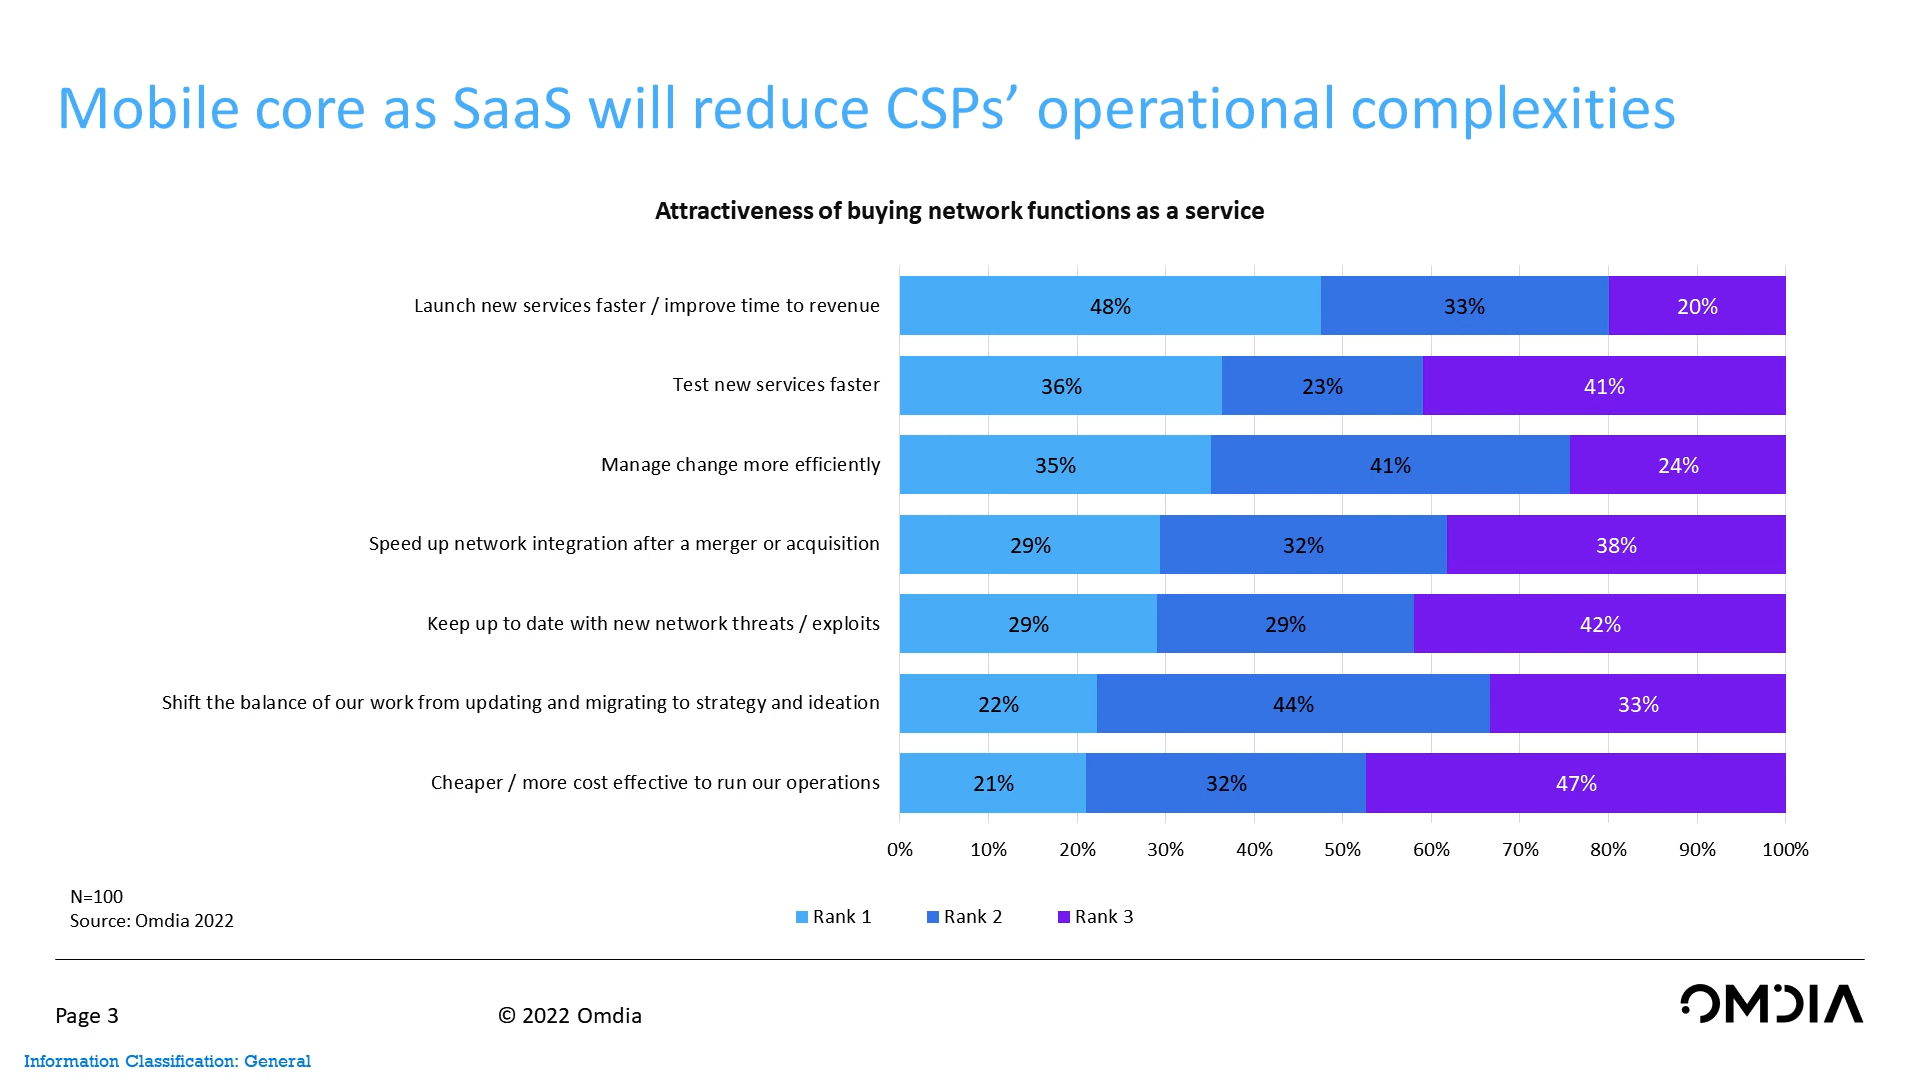 Mobile core as SaaS will reduce CSPs’ operational complexities
Attractiveness of buying network functions as a service
Launch new services faster / improve time to revenue 48% 33% 20%
Test new services faster 36% 23% 41%
Manage change more efficiently 35% 41% 24%
Speed up network integration after a merger or acquisition 29% 32% 38%
Keep up to date with new network threats / exploits 29% 29% 42%
Shift the balance of our work from updating and migrating to strategy and ideation 22% 44% 33%
Cheaper / more cost effective to run our operations 21% 32% 47%
0% 10% 20% 30% 40% 50% 60% 70% 80% 90% 100%
N=100
Source: Omdia 2022
Rank 1 Rank 2 Rank 3
Page 3 © 2022 Omdia
OMDIA
Information Classification: General